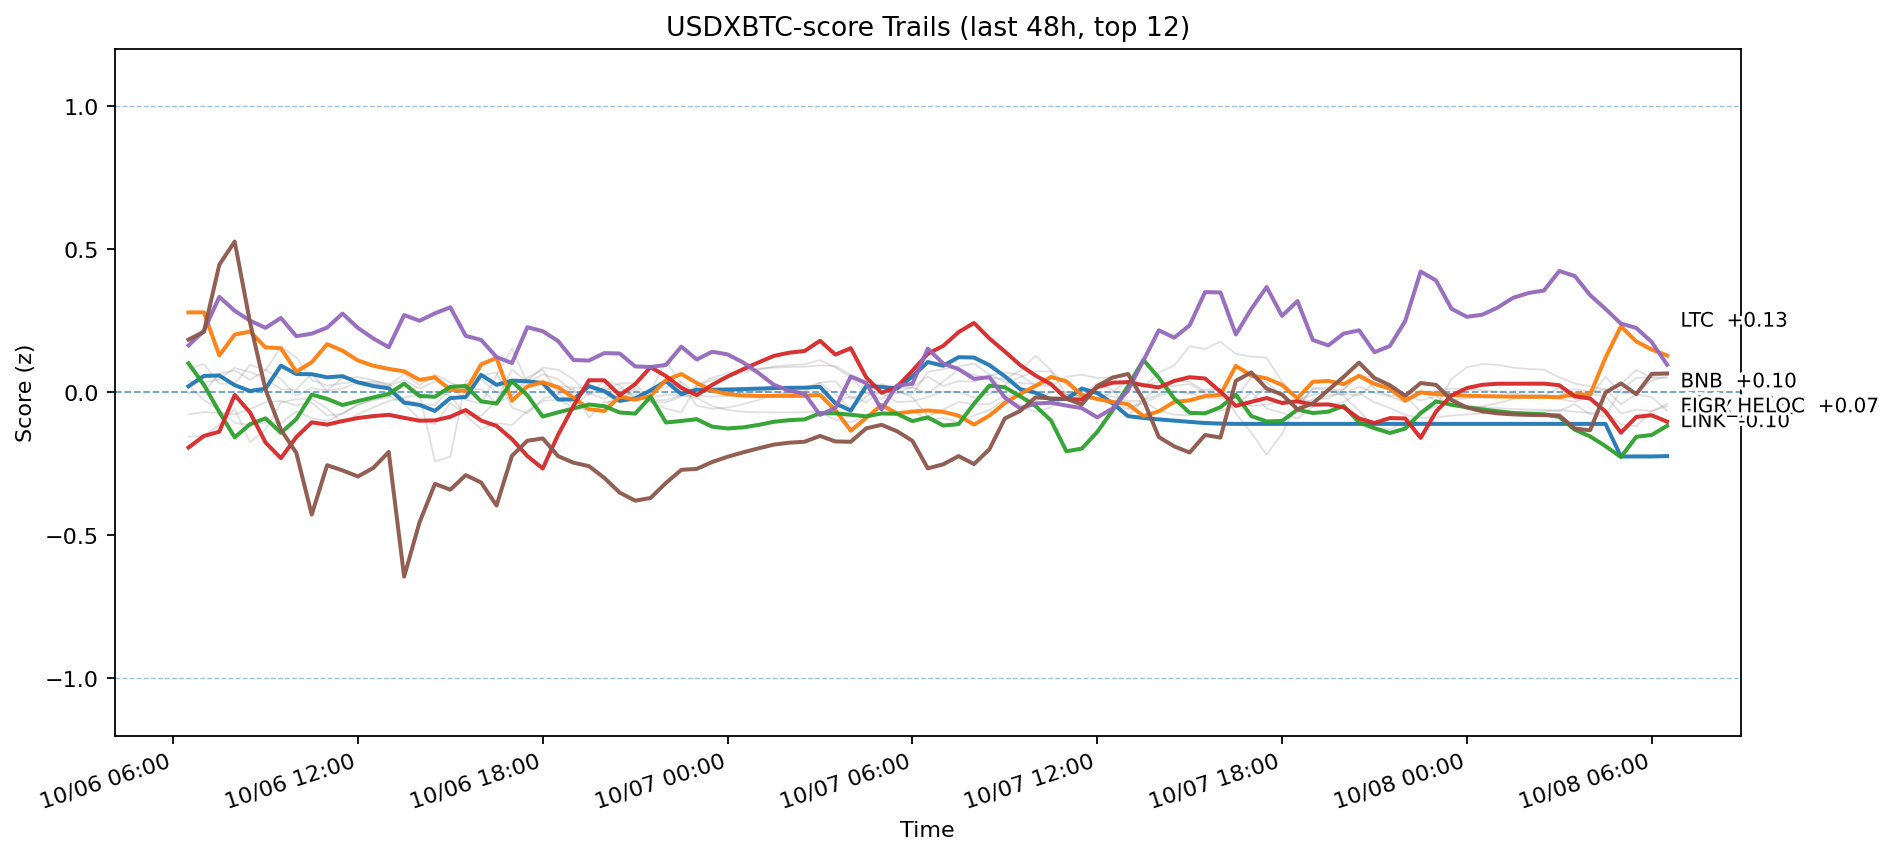 USDXBTC-score Trails (last 48h, top 12)
Score (z)
1.0
0.5
0.0
−0.5
−1.0
LTC +0.13
BNB +0.10
HELOC +0.07
LINK -0.10
10/06 06:00
10/06 12:00
10/06 18:00
10/07 00:00
10/07 06:00
10/07 12:00
10/07 18:00
10/08 00:00
10/08 06:00
Time